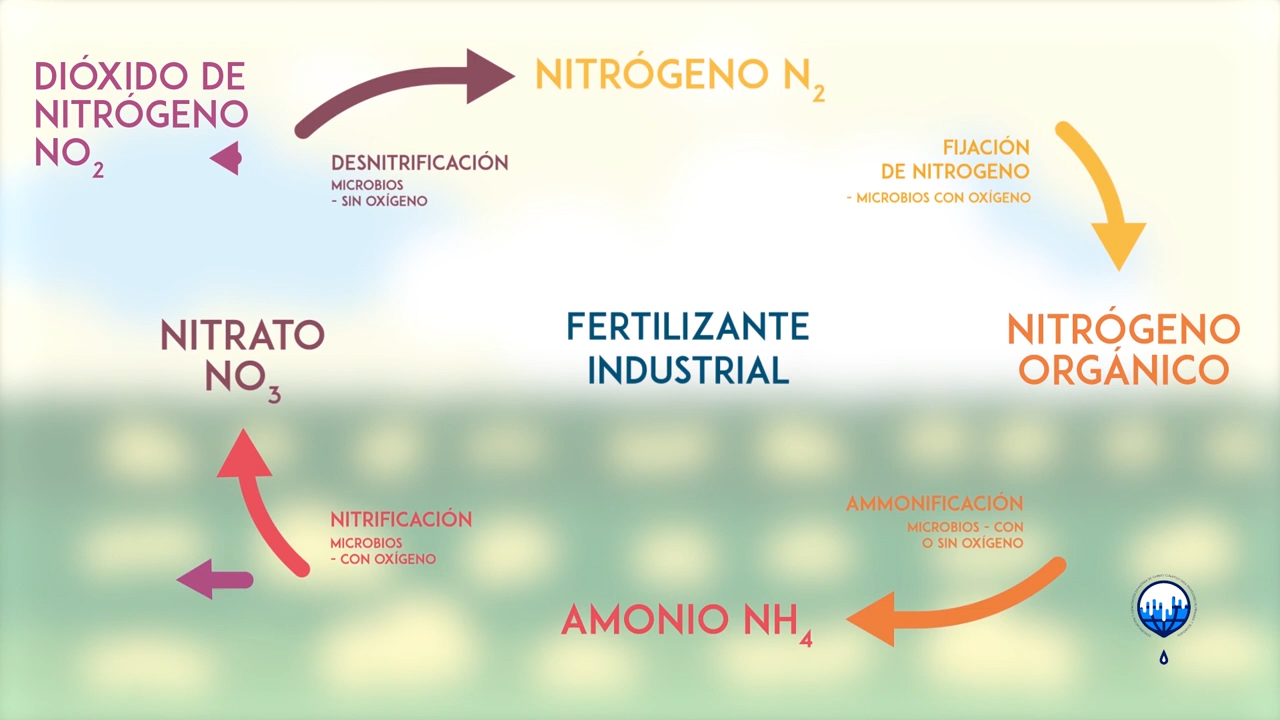 DIÓXIDO DE
NITRÓGENO
NO2
NITRÓGENO N2
DESNITRIFICACIÓN
MICROBIOS
- SIN OXÍGENO
FIJACIÓN
DE NITROGENO
- MICROBIOS CON OXÍGENO
NITRATO
NO3
FERTILIZANTE
INDUSTRIAL
NITRÓGENO
ORGÁNICO
NITRIFICACIÓN
MICROBIOS
- CON OXÍGENO
AMMONIFICACIÓN
MICROBIOS - CON
O SIN OXÍGENO
AMONIO NH4